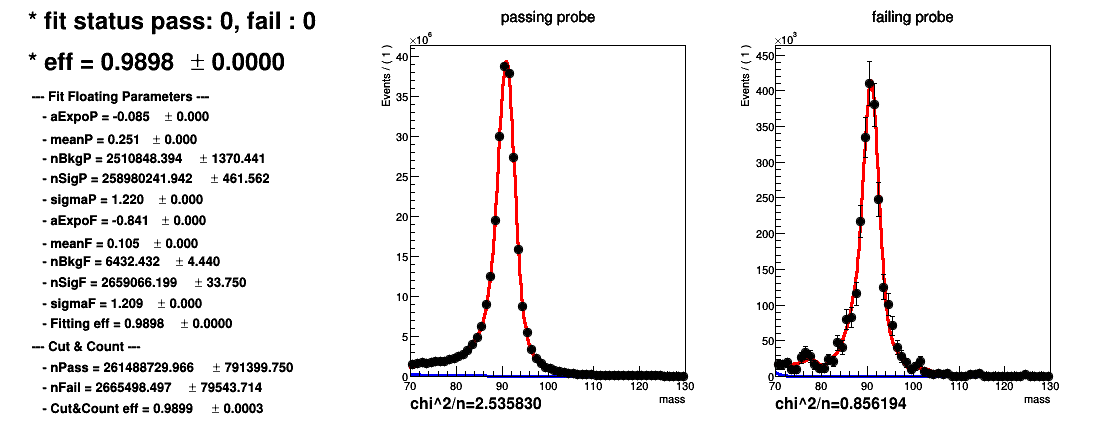 * fit status pass: 0, fail : 0
* eff = 0.9898 ± 0.0000
--- Fit Floating Parameters ---
- aExpoP = -0.085 ± 0.000
- meanP = 0.251 ± 0.000
- nBkgP = 2510848.394 ± 1370.441
- nSigP = 258980241.942 ± 461.562
- sigmaP = 1.220 ± 0.000
- aExpoF = -0.841 ± 0.000
- meanF = 0.105 ± 0.000
- nBkgF = 6432.432 ± 4.440
- nSigF = 2659066.199 ± 33.750
- sigmaF = 1.209 ± 0.000
- Fitting eff = 0.9898 ± 0.0000
--- Cut & Count ---
- nPass = 261488729.966 ± 791399.750
- nFail = 2665498.497 ± 79543.714
- Cut&Count eff = 0.9899 ± 0.0003
passing probe
×10⁶
Events / ( 1 )
40
35
30
25
20
15
10
5
0
70 80 90 100 110 120 130
mass
chi^2/n=2.535830
failing probe
×10³
Events / ( 1 )
450
400
350
300
250
200
150
100
50
0
70 80 90 100 110 120 130
mass
chi^2/n=0.856194